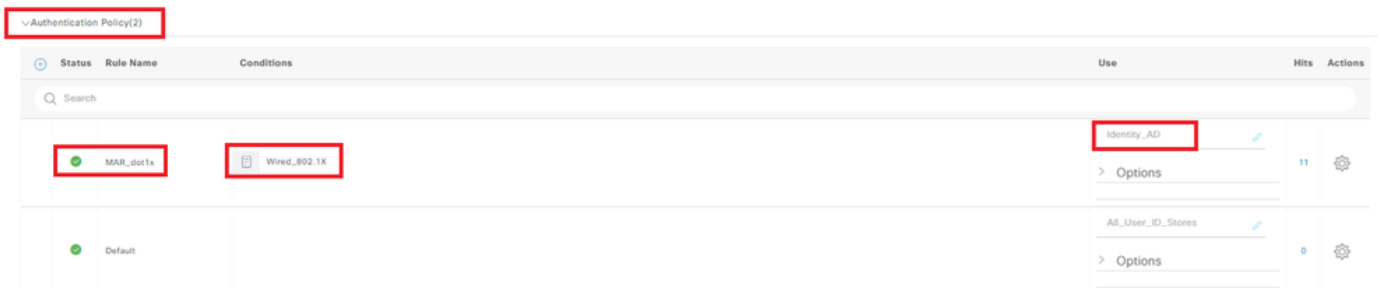 Authentication Policy(2)
Status Rule Name Conditions Use Hits Actions
Search
MAR_dot1x Wired_802.1X Identity_AD 11
Options
Default All_User_ID_Stores 0
Options